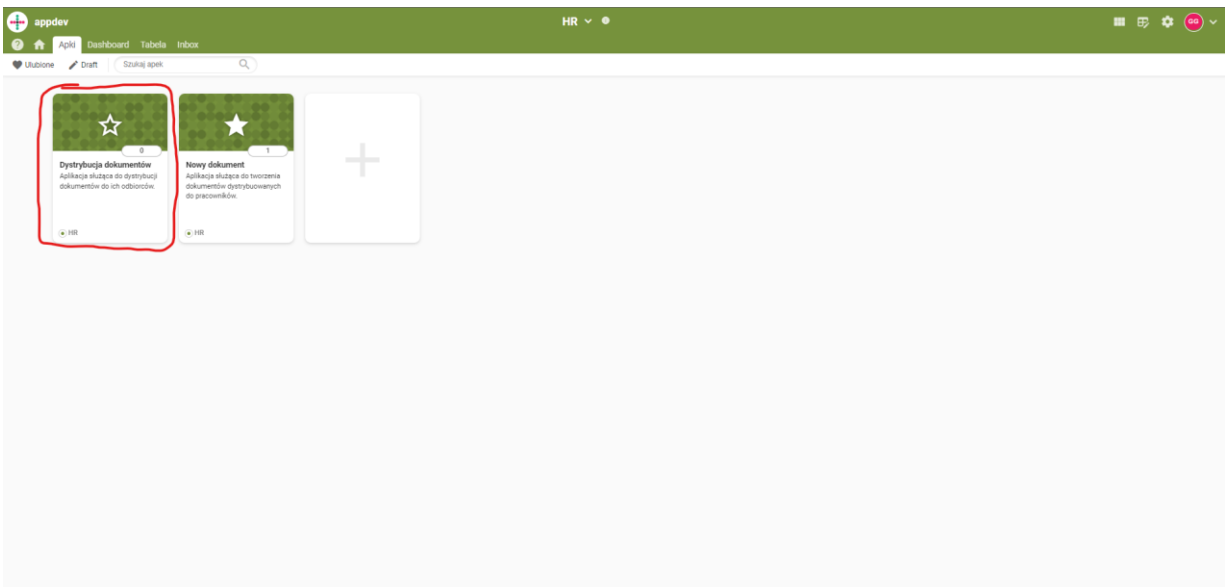 appdev
HR
GG
Apki Dashboard Tabela Inbox
Ulubione Draft Szukaj apek
0
Dystrybucja dokumentów
Aplikacja służąca do dystrybucji
dokumentów do ich odbiorców.
HR
1
Nowy dokument
Aplikacja służąca do tworzenia
dokumentów dystrybuowanych
do pracowników.
HR